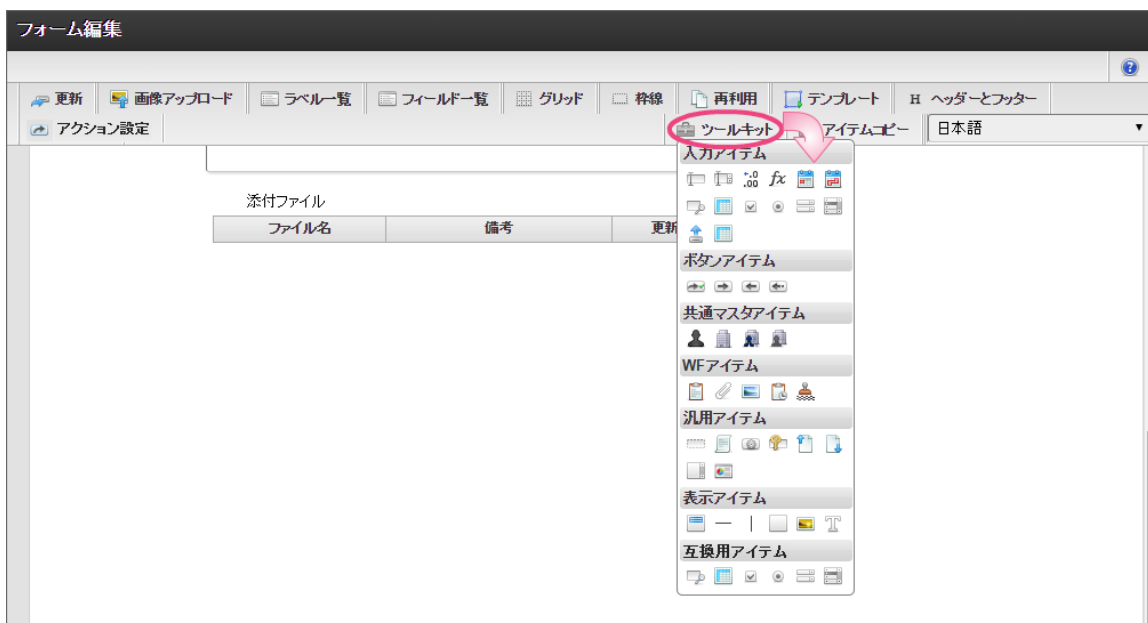 フォーム編集
更新 画像アップロード ラベル一覧 フィールド一覧 グリッド 枠線 再利用 テンプレート H ヘッダーとフッター
アクション設定 ツールキット アイテムコピー 日本語
入力アイテム
添付ファイル
ファイル名 備考 更新
ボタンアイテム
共通マスタアイテム
WFアイテム
汎用アイテム
表示アイテム
互換用アイテム